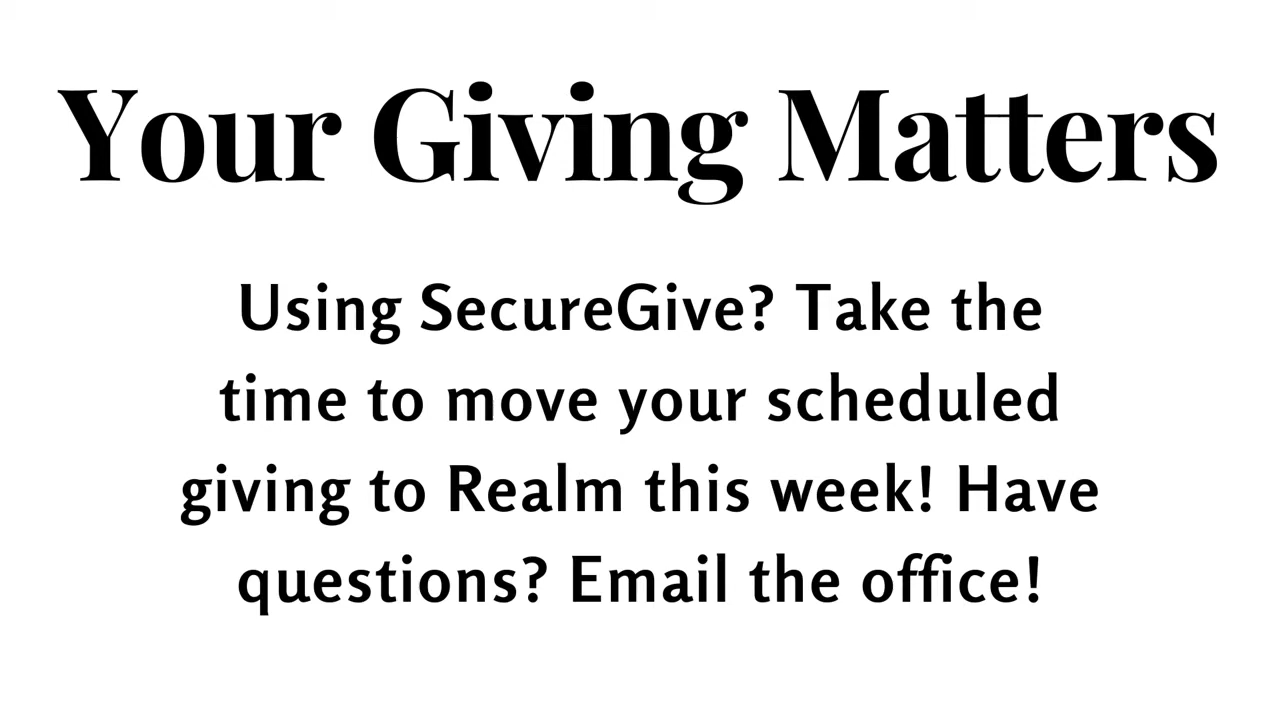 Your Giving Matters
Using SecureGive? Take the
time to move your scheduled
giving to Realm this week! Have
questions? Email the office!